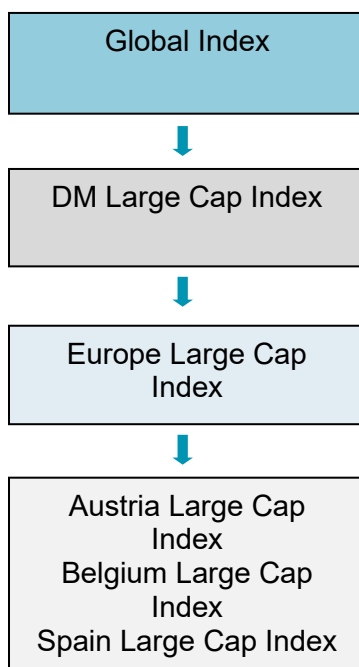 Global Index
DM Large Cap Index
Europe Large Cap
Index
Austria Large Cap
Index
Belgium Large Cap
Index
Spain Large Cap Index